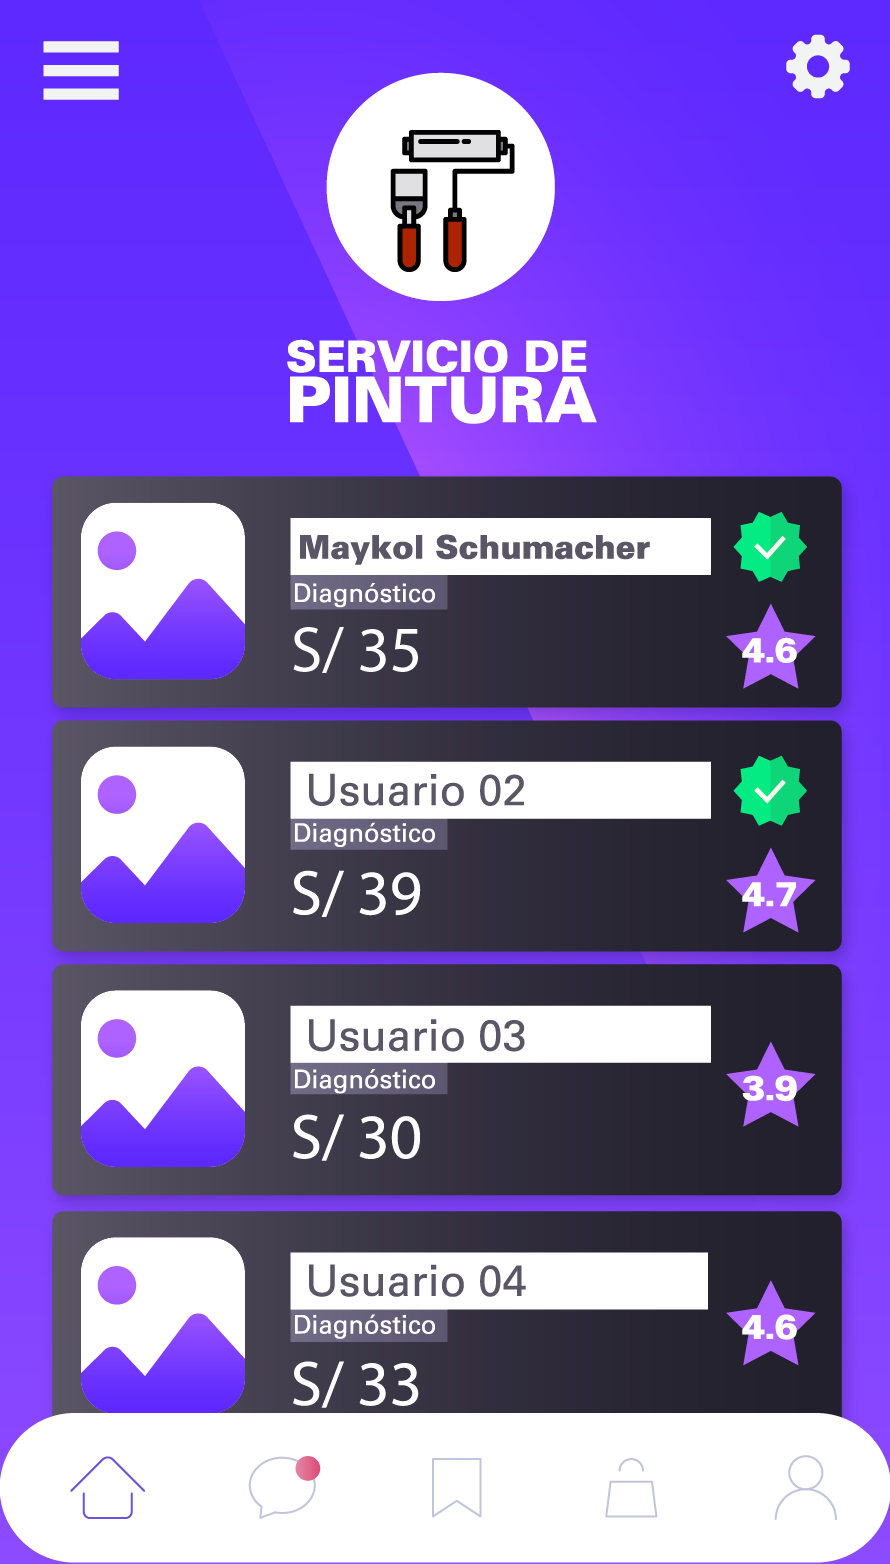 SERVICIO DE
PINTURA
Maykol Schumacher
Diagnóstico
S/ 35
4.6
Usuario 02
Diagnóstico
S/ 39
4.7
Usuario 03
Diagnóstico
S/ 30
3.9
Usuario 04
Diagnóstico
S/ 33
4.6